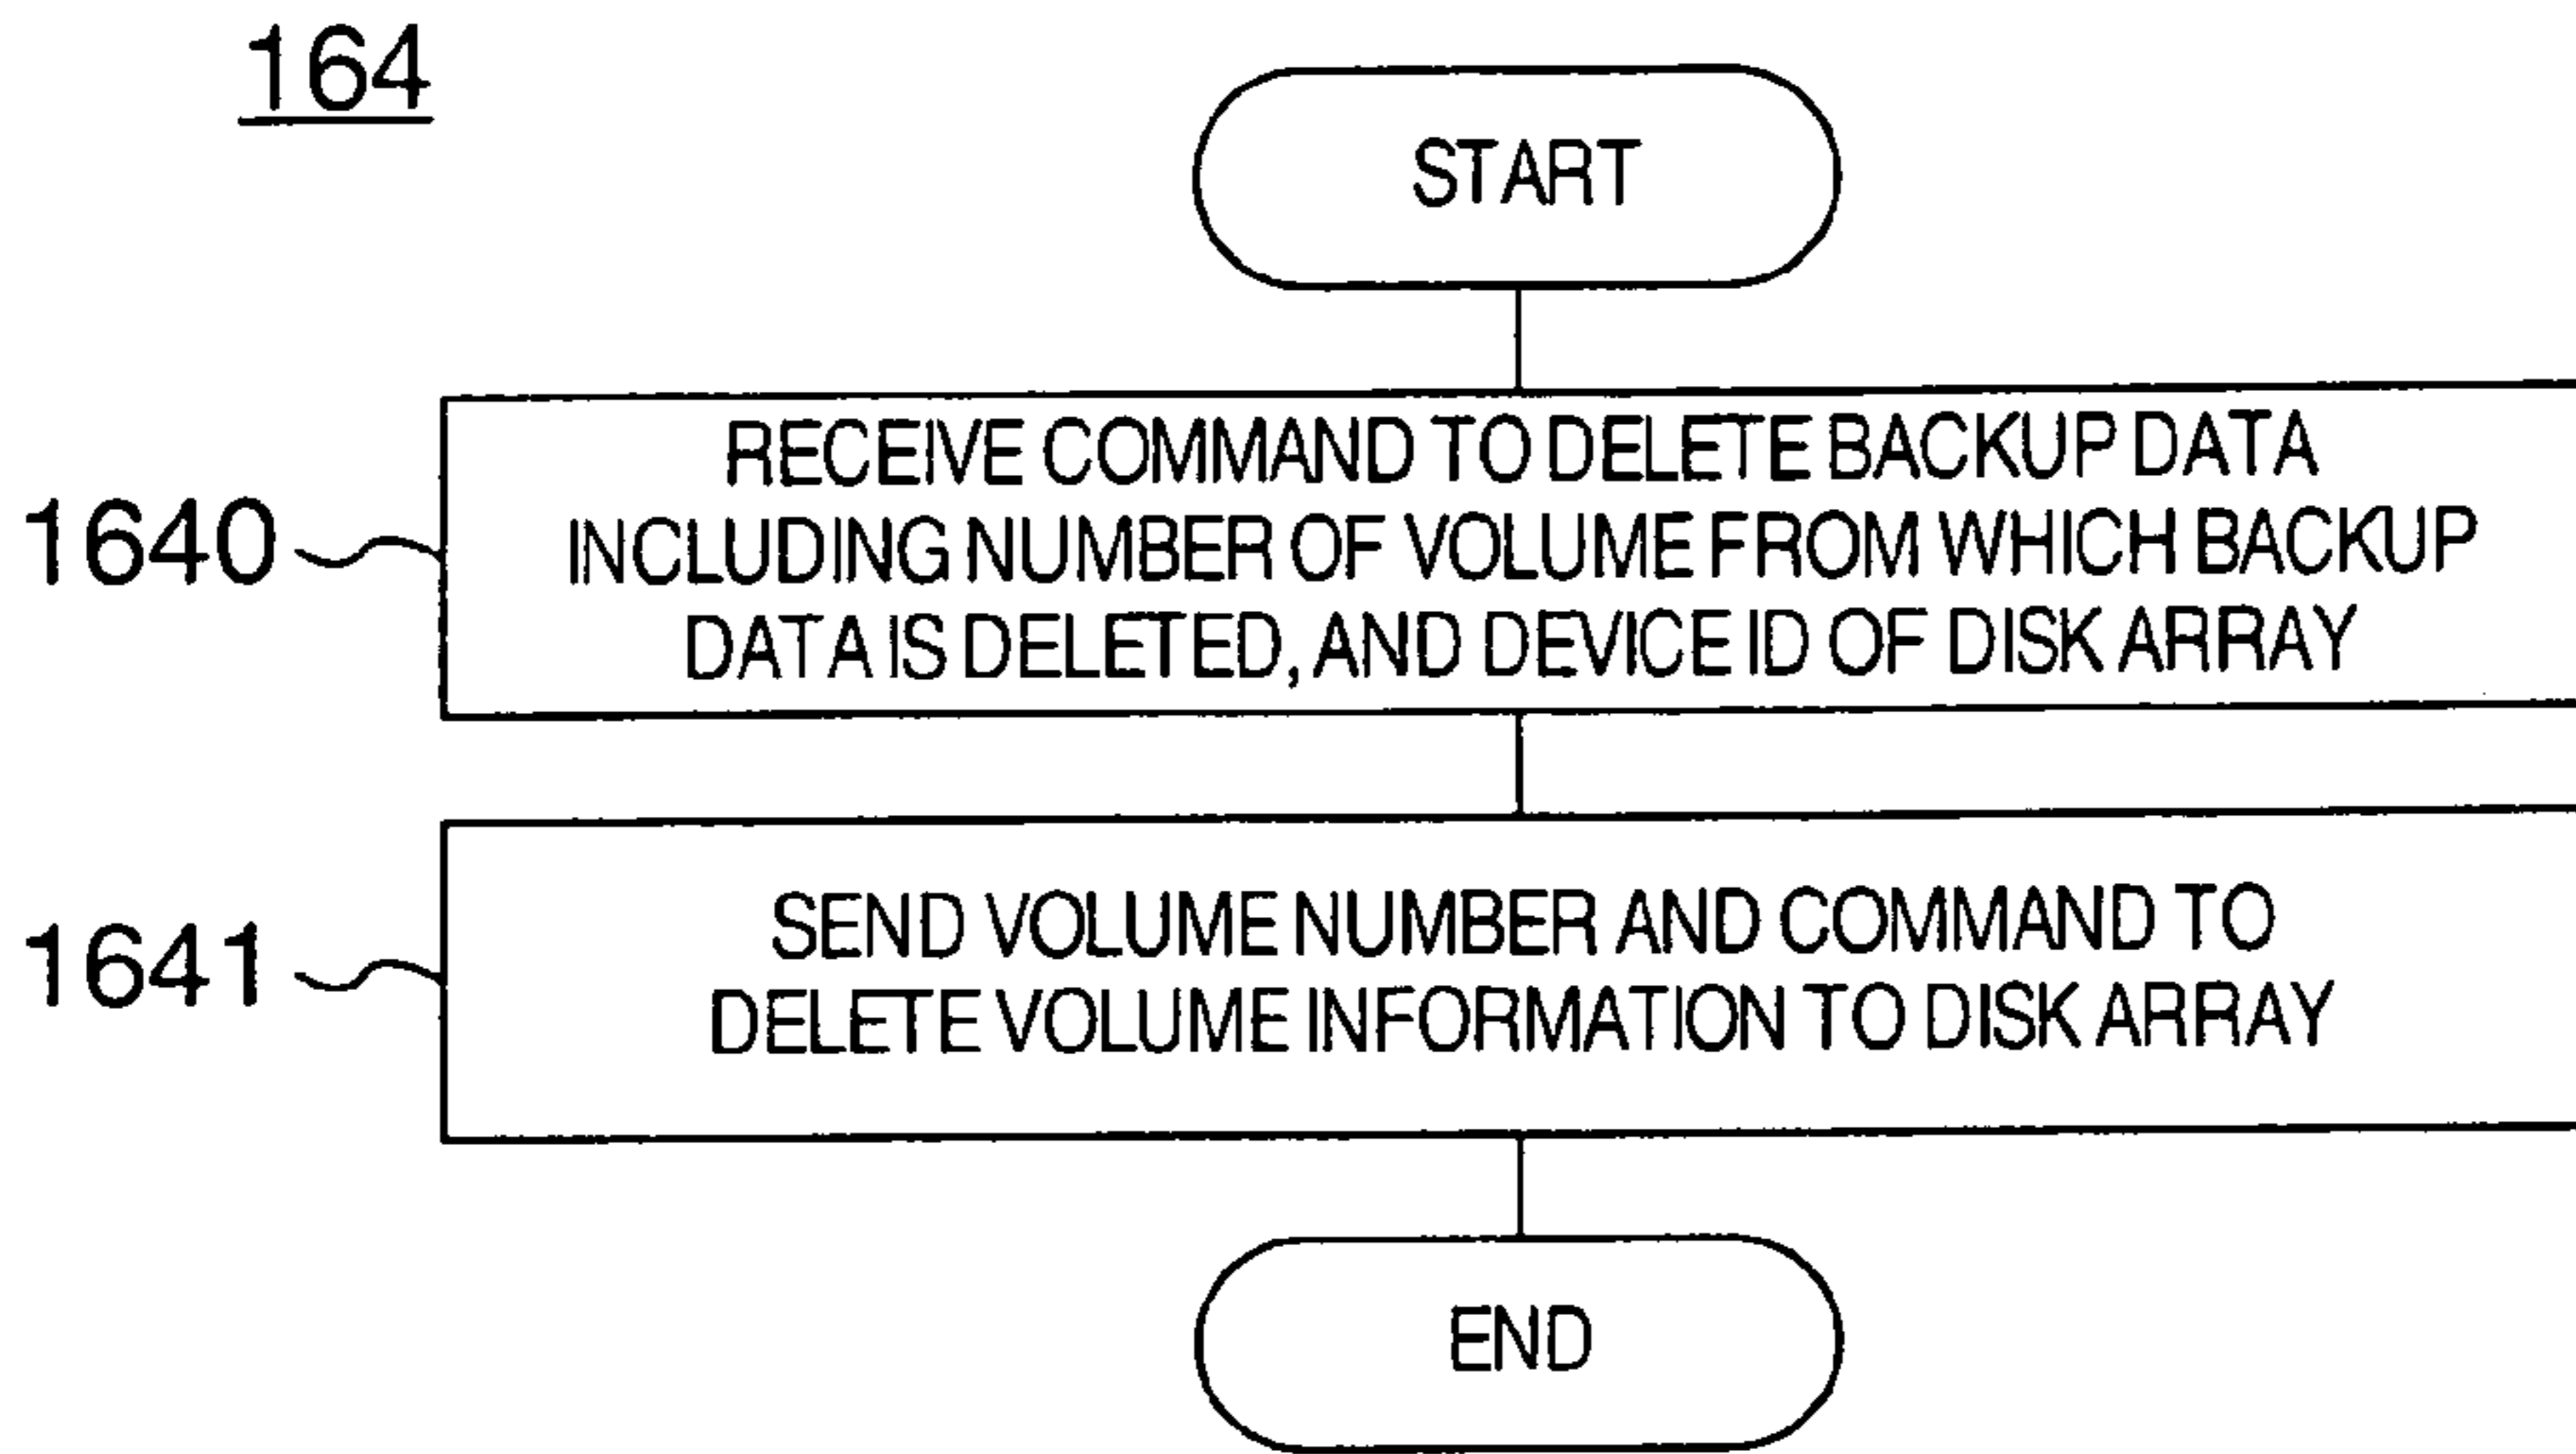 164
START
1640
RECEIVE COMMAND TO DELETE BACKUP DATA
INCLUDING NUMBER OF VOLUME FROM WHICH BACKUP
DATA IS DELETED, AND DEVICE ID OF DISK ARRAY
1641
SEND VOLUME NUMBER AND COMMAND TO
DELETE VOLUME INFORMATION TO DISK ARRAY
END